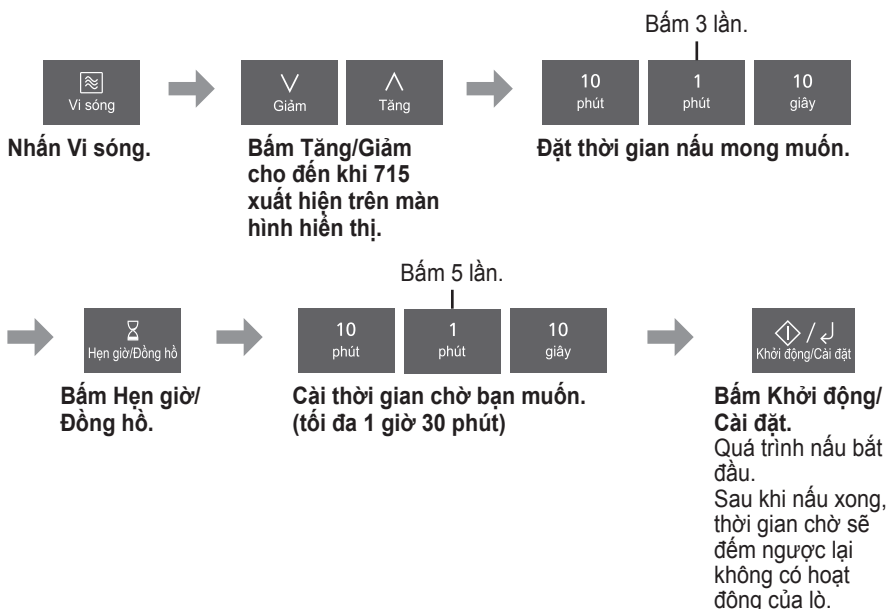 Bấm 3 lần.
Vi sóng
Giảm
Tăng
10
phút
1
phút
10
giây
Nhấn Vi sóng.
Bấm Tăng/Giảm
cho đến khi 715
xuất hiện trên màn
hình hiển thị.
Đặt thời gian nấu mong muốn.
Bấm 5 lần.
Hẹn giờ/Đồng hồ
10
phút
1
phút
10
giây
Khởi động/Cài đặt
Bấm Hẹn giờ/
Đồng hồ.
Cài thời gian chờ bạn muốn.
(tối đa 1 giờ 30 phút)
Bấm Khởi động/
Cài đặt.
Quá trình nấu bắt
đầu.
Sau khi nấu xong,
thời gian chờ sẽ
đếm ngược lại
không có hoạt
động của lò.